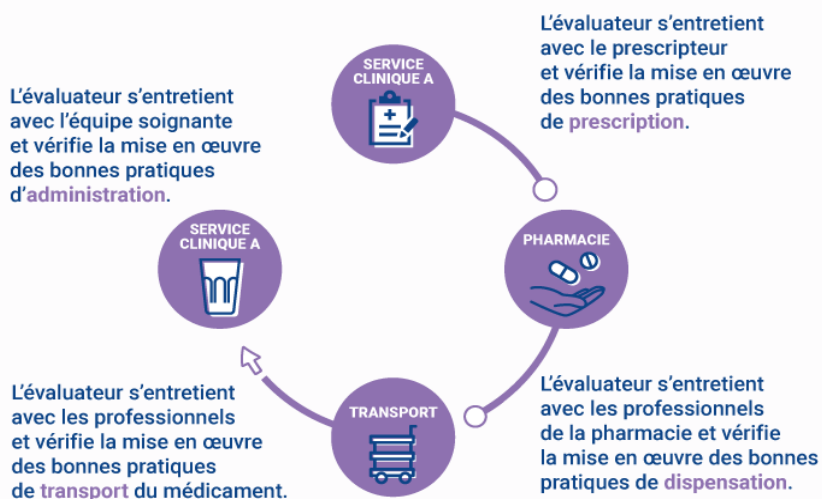 SERVICE
CLINIQUE A
L’évaluateur s’entretient
avec le prescripteur
et vérifie la mise en œuvre
des bonnes pratiques
de prescription.
L’évaluateur s’entretient
avec l’équipe soignante
et vérifie la mise en œuvre
des bonnes pratiques
d’administration.
SERVICE
CLINIQUE A
PHARMACIE
L’évaluateur s’entretient
avec les professionnels
et vérifie la mise en œuvre
des bonnes pratiques
de transport du médicament.
TRANSPORT
L’évaluateur s’entretient
avec les professionnels
de la pharmacie et vérifie
la mise en œuvre des bonnes
pratiques de dispensation.